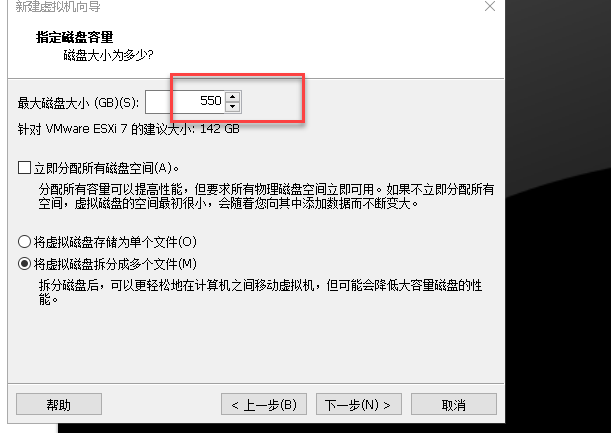 新建虚拟机向导
指定磁盘容量
磁盘大小为多少?
最大磁盘大小 (GB)(S): 550
针对 VMware ESXi 7 的建议大小: 142 GB
立即分配所有磁盘空间(A)。
分配所有容量可以提高性能，但要求所有物理磁盘空间立即可用。如果不立即分配所有
空间，虚拟磁盘的空间最初很小，会随着您向其中添加数据而不断变大。
将虚拟磁盘存储为单个文件(O)
将虚拟磁盘拆分成多个文件(M)
拆分磁盘后，可以更轻松地在计算机之间移动虚拟机，但可能会降低大容量磁盘的性
能。
帮助 < 上一步(B) 下一步(N) > 取消